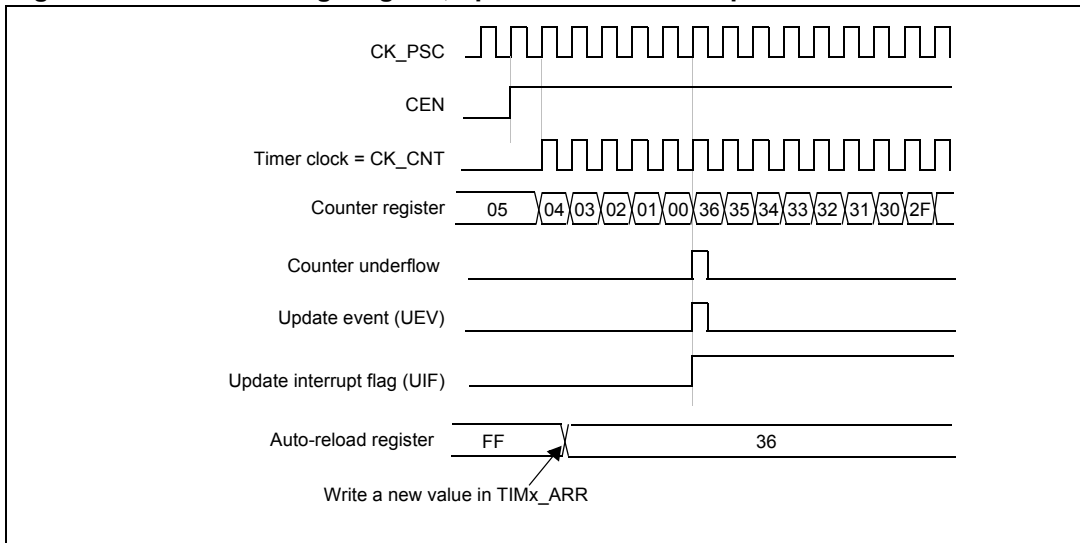 CK_PSC
CEN
Timer clock = CK_CNT
Counter register 05 04 03 02 01 00 36 35 34 33 32 31 30 2F
Counter underflow
Update event (UEV)
Update interrupt flag (UIF)
Auto-reload register FF 36
Write a new value in TIMx_ARR